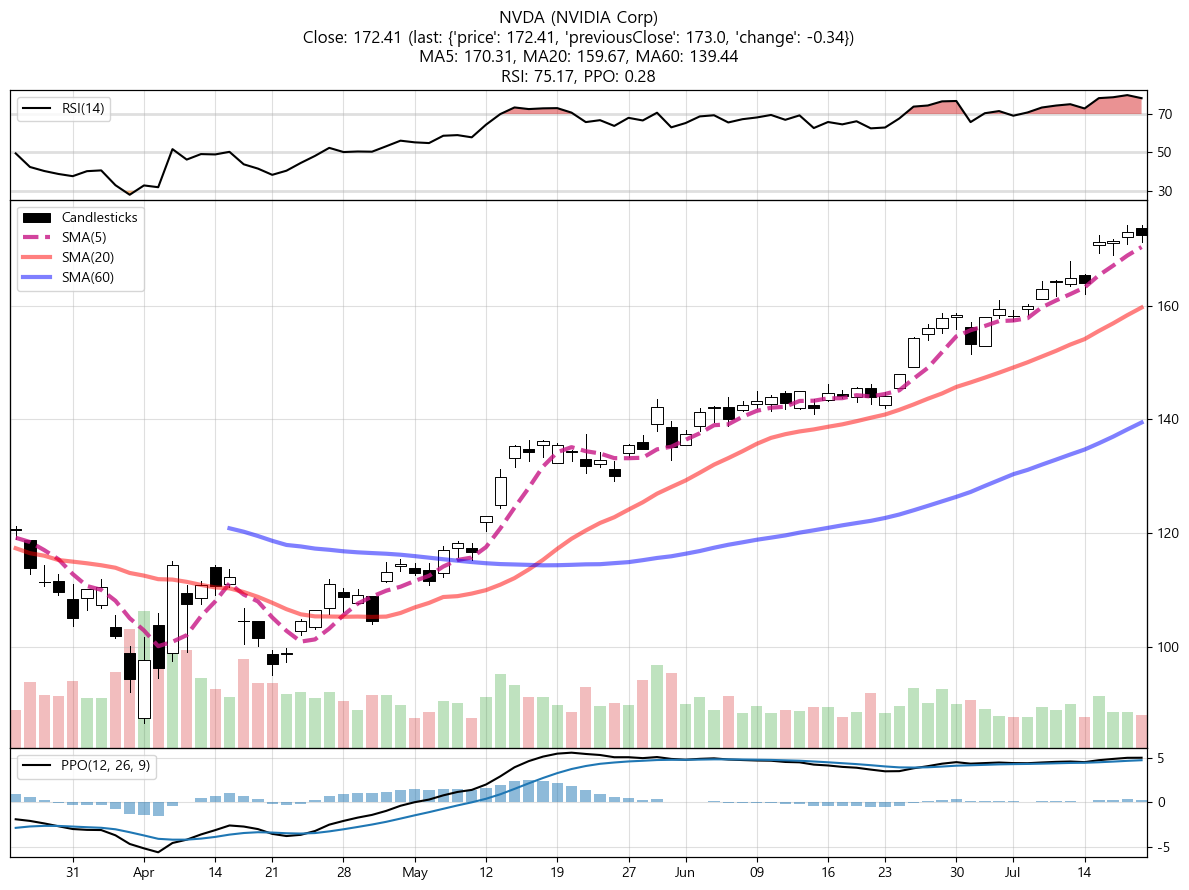 NVDA (NVIDIA Corp)
Close: 172.41 (last: {'price': 172.41, 'previousClose': 173.0, 'change': -0.34})
MA5: 170.31, MA20: 159.67, MA60: 139.44
RSI: 75.17, PPO: 0.28
RSI(14)
70
50
30
Candlesticks
SMA(5)
SMA(20)
SMA(60)
160
140
120
100
PPO(12, 26, 9)
5
0
-5
31 Apr 14 21 28 May 12 19 27 Jun 09 16 23 30 Jul 14